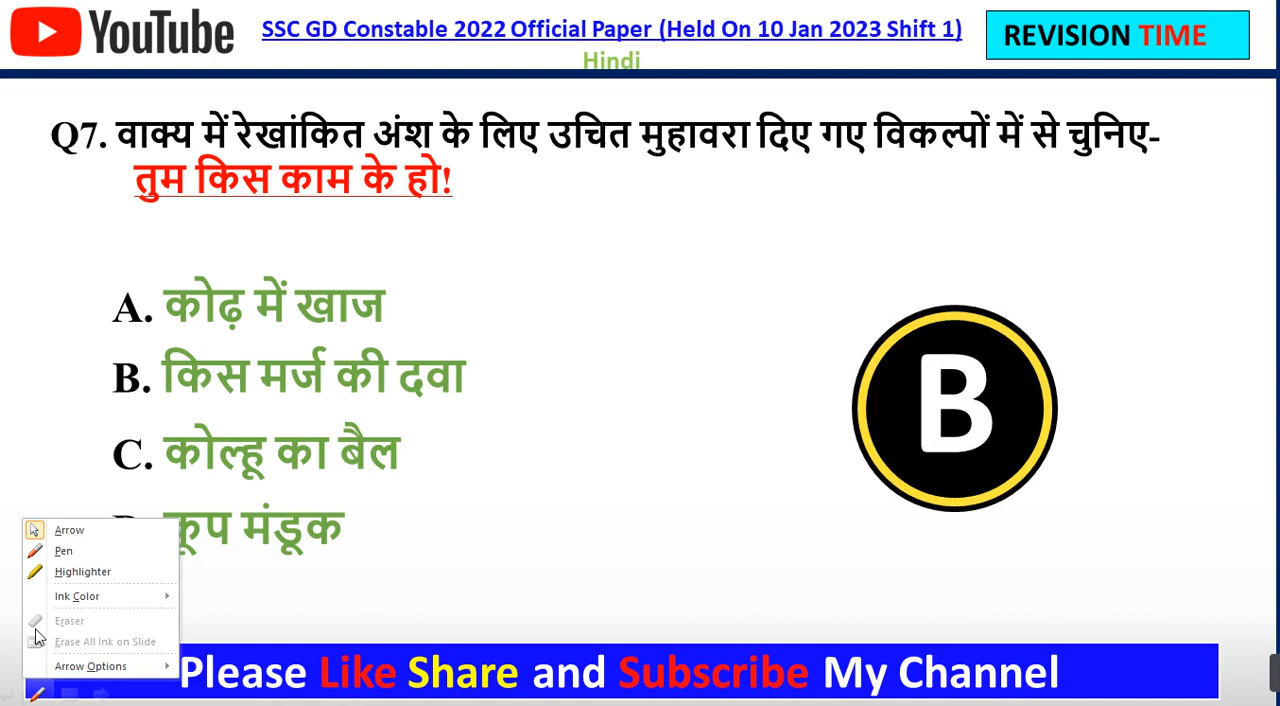 YouTube
SSC GD Constable 2022 Official Paper (Held On 10 Jan 2023 Shift 1)
REVISION TIME
Hindi
Q7. वाक्य में रेखांकित अंश के लिए उचित मुहावरा दिए गए विकल्पों में से चुनिए-
तुम किस काम के हो!
A. कोढ़ में खाज
B. किस मर्ज की दवा
C. कोल्हू का बैल
कूप मंडूक
B
Arrow
Pen
Highlighter
Ink Color
Eraser
Erase All Ink on Slide
Arrow Options
Please Like Share and Subscribe My Channel